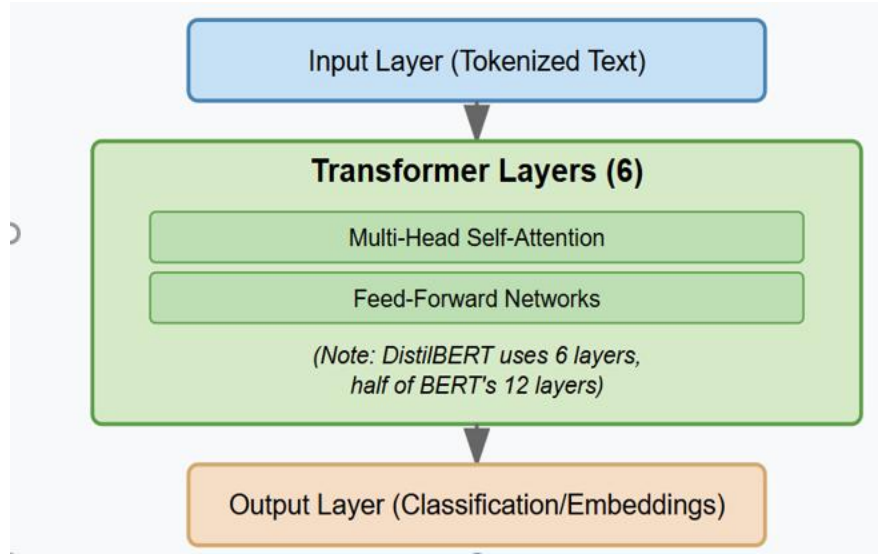 Input Layer (Tokenized Text)
Transformer Layers (6)
Multi-Head Self-Attention
Feed-Forward Networks
(Note: DistilBERT uses 6 layers,
half of BERT's 12 layers)
Output Layer (Classification/Embeddings)